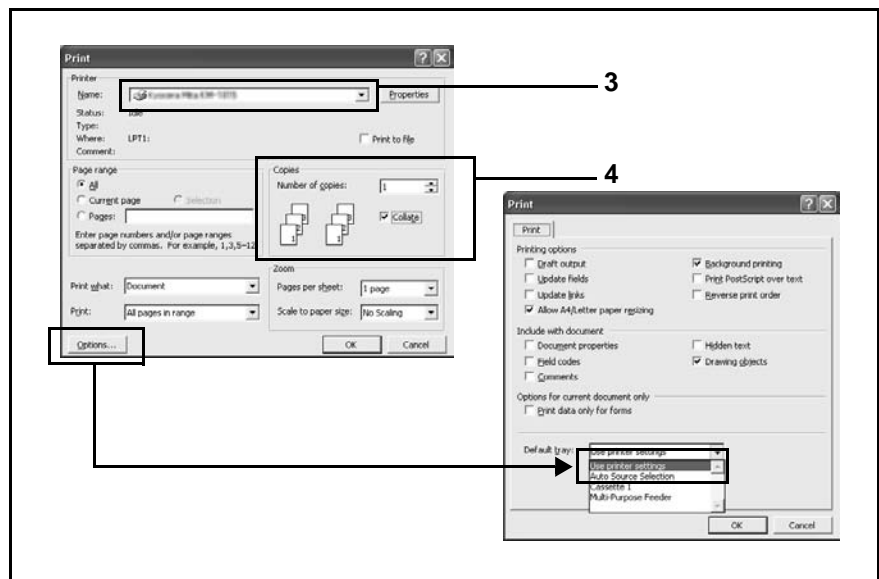 Print
Printer
Name:
Properties
Status: Idle
Type:
Where: LPT1:
Comment:
Print to file
Page range
All
Current page Selection
Pages:
Enter page numbers and/or page ranges
separated by commas. For example, 1,3,5-12
Copies
Number of copies: 1
Collate
Print what: Document
Print: All pages in range
Zoom
Pages per sheet: 1 page
Scale to paper size: No Scaling
Options...
OK Cancel
3
4
Print
Print
Printing options
Draft output
Update fields
Update links
Allow A4/Letter paper resizing
Background printing
Print PostScript over text
Reverse print order
Include with document
Document properties
Field codes
Comments
Hidden text
Drawing objects
Options for current document only
Print data only for forms
Default tray: Use printer settings
Use printer settings
Auto Source Selection
Cassette 1
Multi-Purpose Feeder
OK Cancel